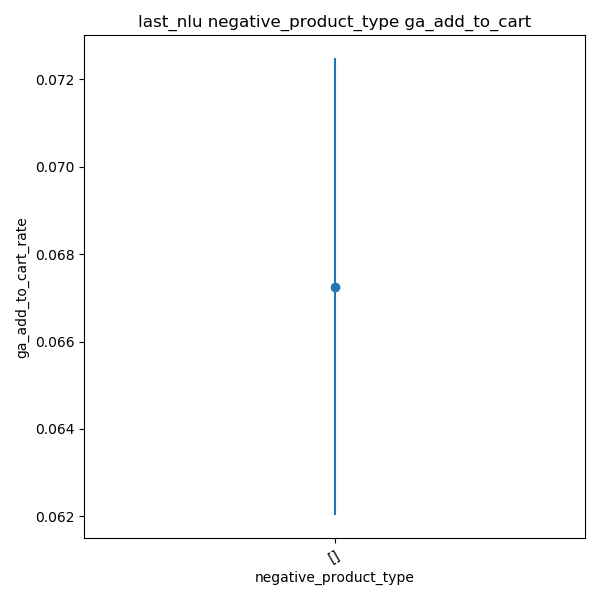 last_nlu negative_product_type ga_add_to_cart
0.072
0.070
0.068
0.066
0.064
0.062
ga_add_to_cart_rate
[]
negative_product_type